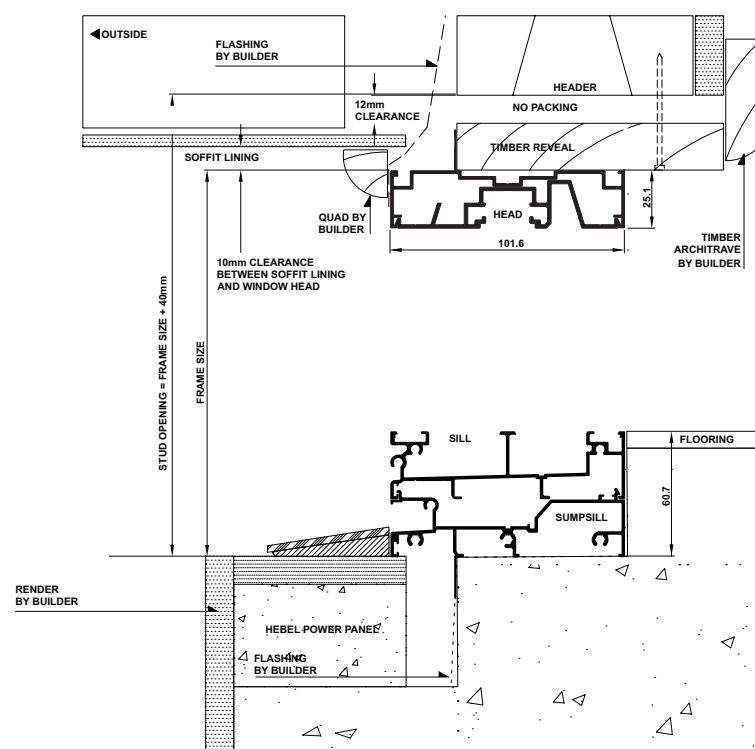 OUTSIDE
FLASHING
BY BUILDER
HEADER
12mm
CLEARANCE
NO PACKING
TIMBER REVEAL
SOFFIT LINING
QUAD BY
BUILDER
HEAD
25.1
101.6
TIMBER
ARCHITRAVE
BY BUILDER
10mm CLEARANCE
BETWEEN SOFFIT LINING
AND WINDOW HEAD
STUD OPENING = FRAME SIZE + 40mm
FRAME SIZE
SILL
FLOORING
60.7
SUMPSILL
RENDER
BY BUILDER
HEBEL POWER PANEL
FLASHING
BY BUILDER